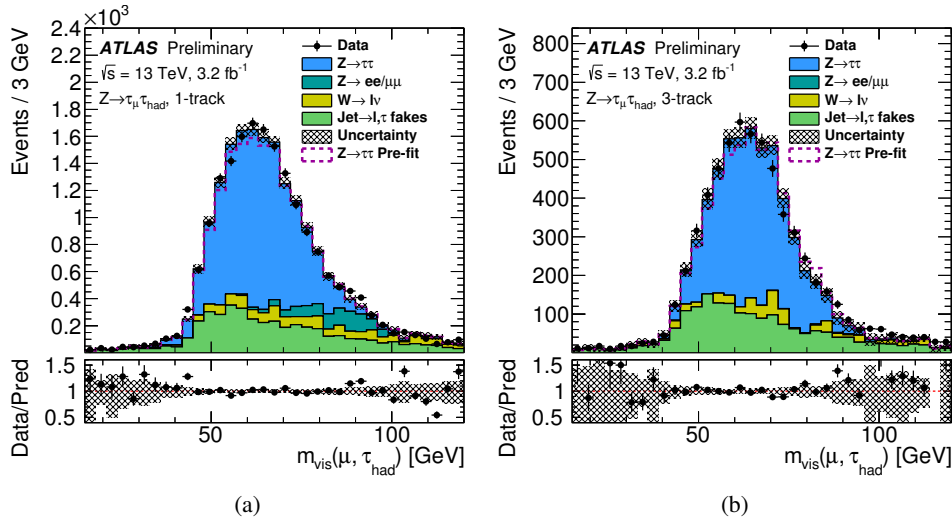 ×10³
2.4
2.2
2
1.8
1.6
1.4
1.2
1
0.8
0.6
0.4
0.2
Events / 3 GeV
ATLAS Preliminary
√s = 13 TeV, 3.2 fb⁻¹
Z→τμτhad, 1-track
Data
Z→ττ
Z→ ee/μμ
W→ lν
Jet→l,τ fakes
Uncertainty
Z→ττ Pre-fit
1.5
1
0.5
Data/Pred
50
100
mvis(μ, τhad) [GeV]
(a)
800
700
600
500
400
300
200
100
Events / 3 GeV
ATLAS Preliminary
√s = 13 TeV, 3.2 fb⁻¹
Z→τμτhad, 3-track
Data
Z→ττ
Z→ ee/μμ
W→ lν
Jet→l,τ fakes
Uncertainty
Z→ττ Pre-fit
1.5
1
0.5
Data/Pred
50
100
mvis(μ, τhad) [GeV]
(b)